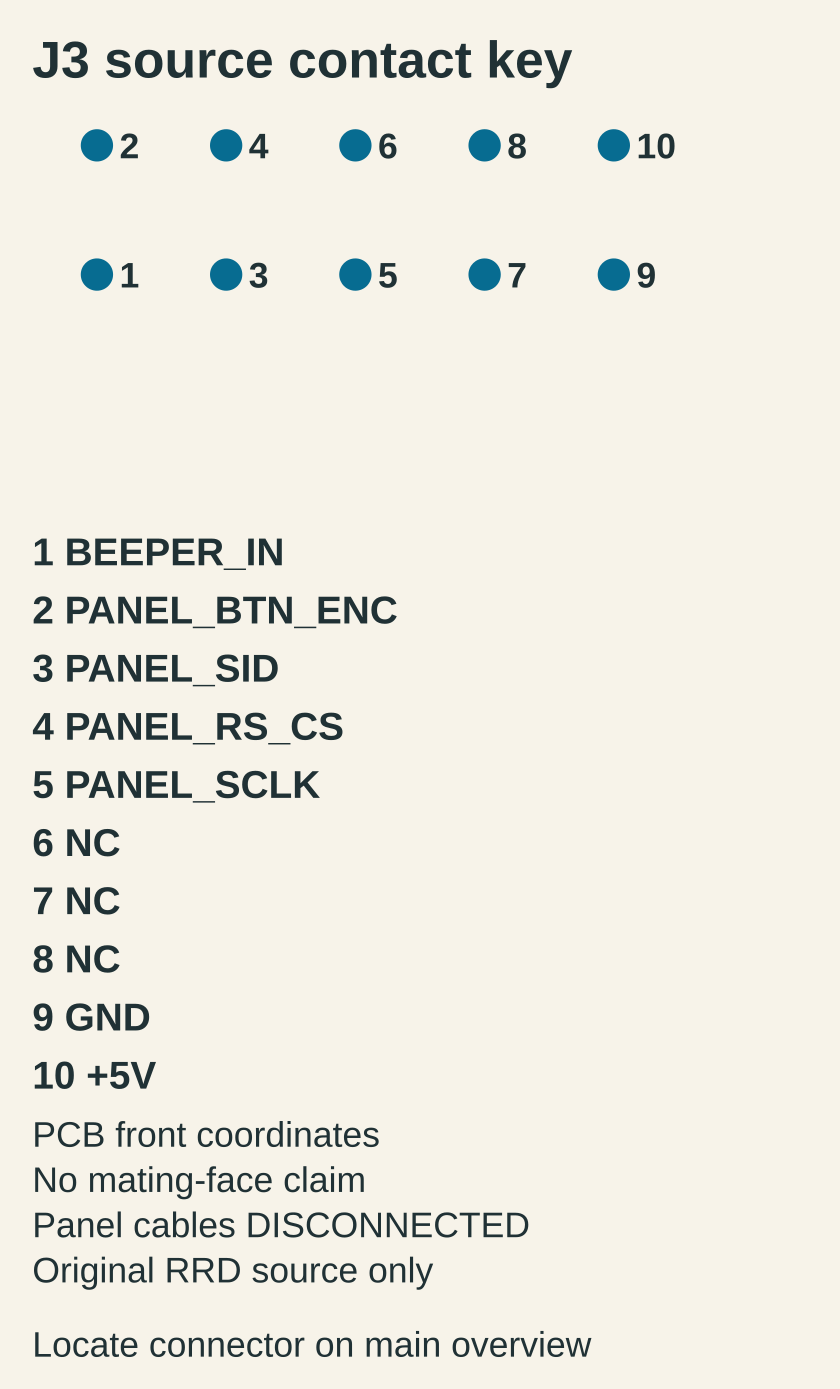 J3 source contact key
2 4 6 8 10
1 3 5 7 9
1 BEEPER_IN
2 PANEL_BTN_ENC
3 PANEL_SID
4 PANEL_RS_CS
5 PANEL_SCLK
6 NC
7 NC
8 NC
9 GND
10 +5V
PCB front coordinates
No mating-face claim
Panel cables DISCONNECTED
Original RRD source only
Locate connector on main overview